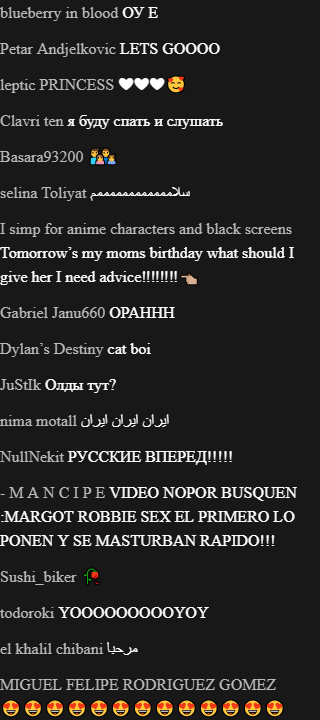 blueberry in blood ОУ Е
Petar Andjelkovic LETS GOOOO
leptic PRINCESS 🤍🤍🤍🥰
Clavri ten я буду спать и слушать
Basara93200 👩‍👩‍👦‍👦
selina Toliyat سلامممممممممممممم
I simp for anime characters and black screens
Tomorrow’s my moms birthday what should I
give her I need advice!!!!!!!! 👈🏼
Gabriel Janu660 OPAHHH
Dylan’s Destiny cat boi
JuStIk Олды тут?
nima motall ایران ایران ایران
NullNekit РУССКИЕ ВПЕРЕД!!!!!
- M A N C I P E VIDEO NOPOR BUSQUEN
:MARGOT ROBBIE SEX EL PRIMERO LO
PONEN Y SE MASTURBAN RAPIDO!!!
Sushi_biker 🥀
todoroki YOOOOOOOOOYOY
el khalil chibani مرحبا
MIGUEL FELIPE RODRIGUEZ GOMEZ
😍😍😍😍😍😍😍😍😍😍😍😍😍